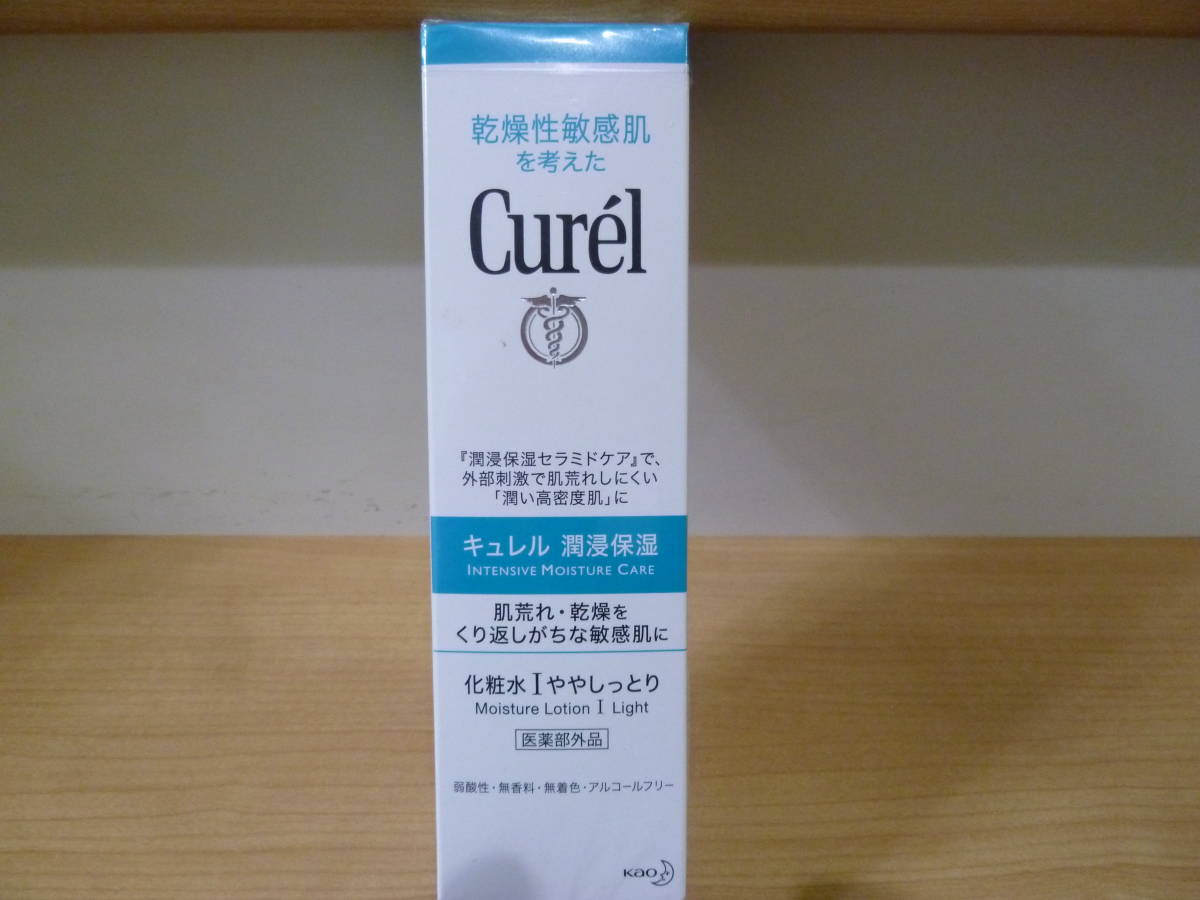 乾燥性敏感肌
を考えた
Curél
『潤浸保湿セラミドケア』で、
外部刺激で肌荒れしにくい
「潤い高密度肌」に
キュレル 潤浸保湿
INTENSIVE MOISTURE CARE
肌荒れ・乾燥を
くり返しがちな敏感肌に
化粧水 I ややしっとり
Moisture Lotion I Light
医薬部外品
弱酸性・無香料・無着色・アルコールフリー
Kao